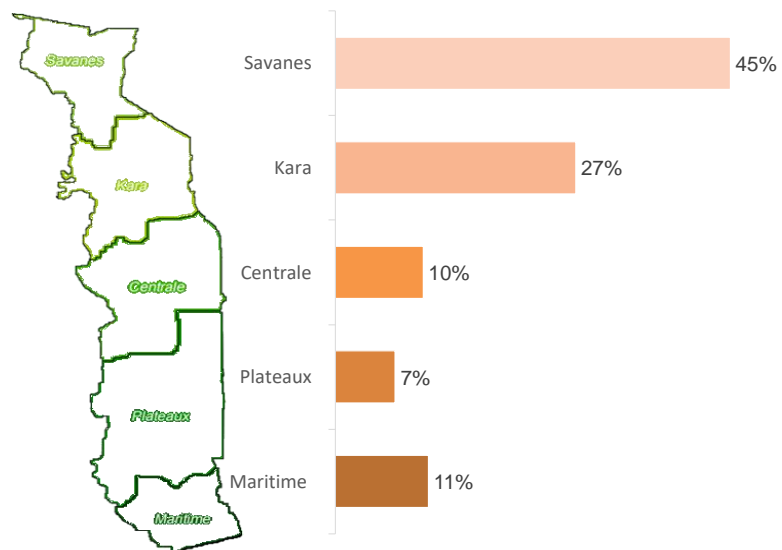 Savanes
Kara
Centrale
Plateaux
Maritime
Savanes
45%
Kara
27%
Centrale
10%
Plateaux
7%
Maritime
11%